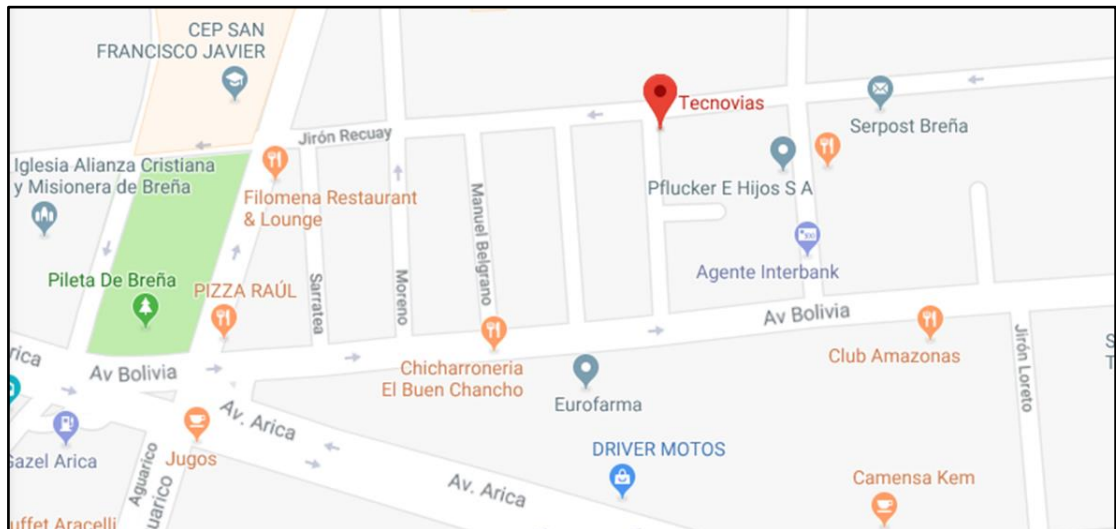 CEP SAN
FRANCISCO JAVIER
Tecnovias
Serpost Breña
Jirón Recuay
Iglesia Alianza Cristiana
y Misionera de Breña
Filomena Restaurant
& Lounge
Pflucker E Hijos S A
Manuel Belgrano
Agente Interbank
Pileta De Breña
PIZZA RAÚL
Sarratea
Moreno
Av Bolivia
Club Amazonas
Jirón Loreto
Av Bolivia
Chicharroneria
El Buen Chancho
Eurofarma
Av. Arica
Jugos
Aguarico
DRIVER MOTOS
Av. Arica
Camensa Kem